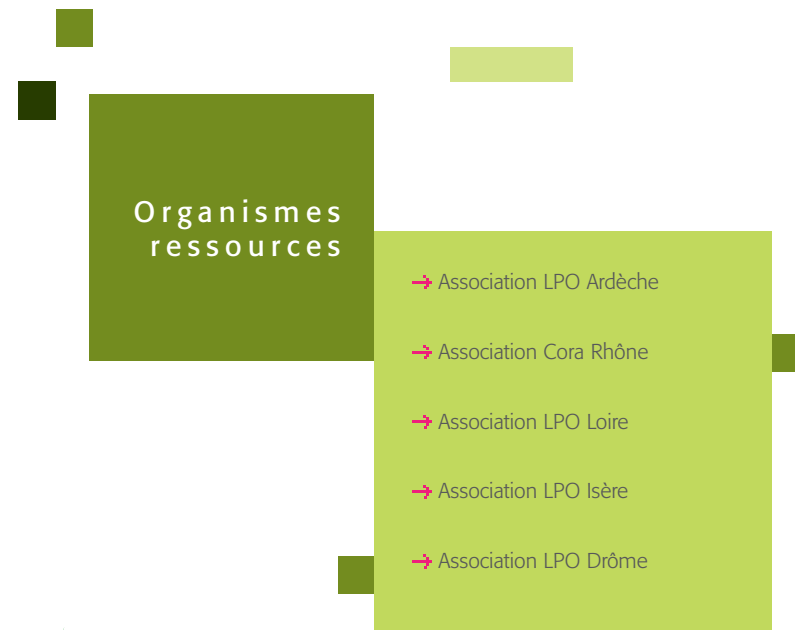 Organismes
ressources
Association LPO Ardèche
Association Cora Rhône
Association LPO Loire
Association LPO Isère
Association LPO Drôme